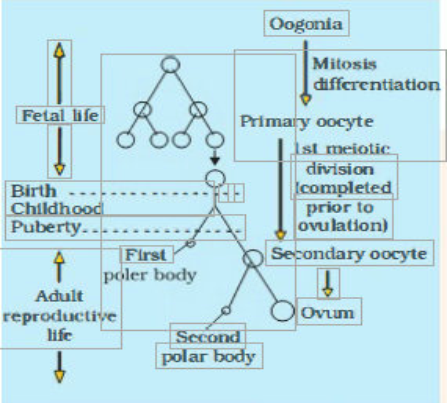 Oogonia
Mitosis
differentiation
Fetal life
Primary oocyte
1st meiotic
division
(completed
prior to
ovulation)
Birth
Childhood
Puberty
First
poler body
Secondary oocyte
Adult
reproductive
life
Ovum
Second
polar body